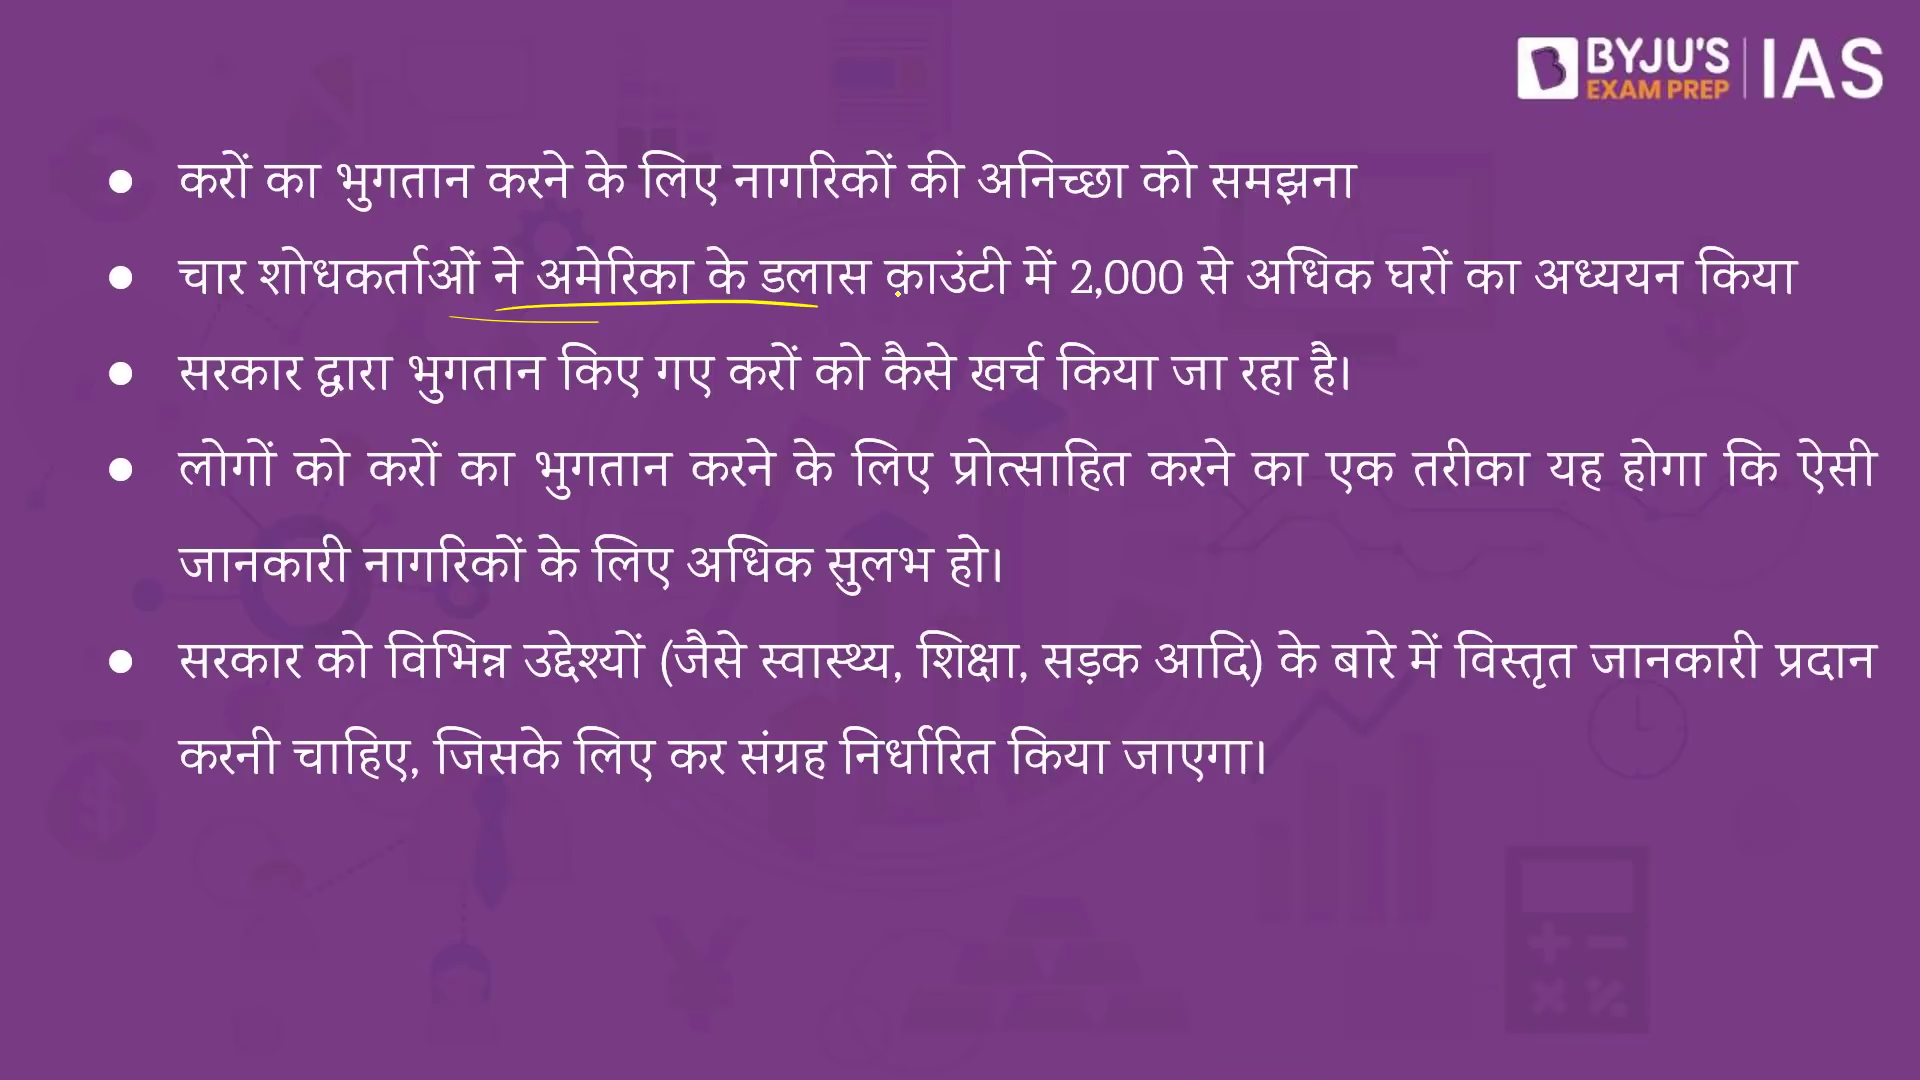 BYJU'S
EXAM PREP
IAS
● करों का भुगतान करने के लिए नागरिकों की अनिच्छा को समझना
● चार शोधकर्ताओं ने अमेरिका के डलास काउंटी में 2,000 से अधिक घरों का अध्ययन किया
● सरकार द्वारा भुगतान किए गए करों को कैसे खर्च किया जा रहा है।
● लोगों को करों का भुगतान करने के लिए प्रोत्साहित करने का एक तरीका यह होगा कि ऐसी
जानकारी नागरिकों के लिए अधिक सुलभ हो।
● सरकार को विभिन्न उद्देश्यों (जैसे स्वास्थ्य, शिक्षा, सड़क आदि) के बारे में विस्तृत जानकारी प्रदान
करनी चाहिए, जिसके लिए कर संग्रह निर्धारित किया जाएगा।